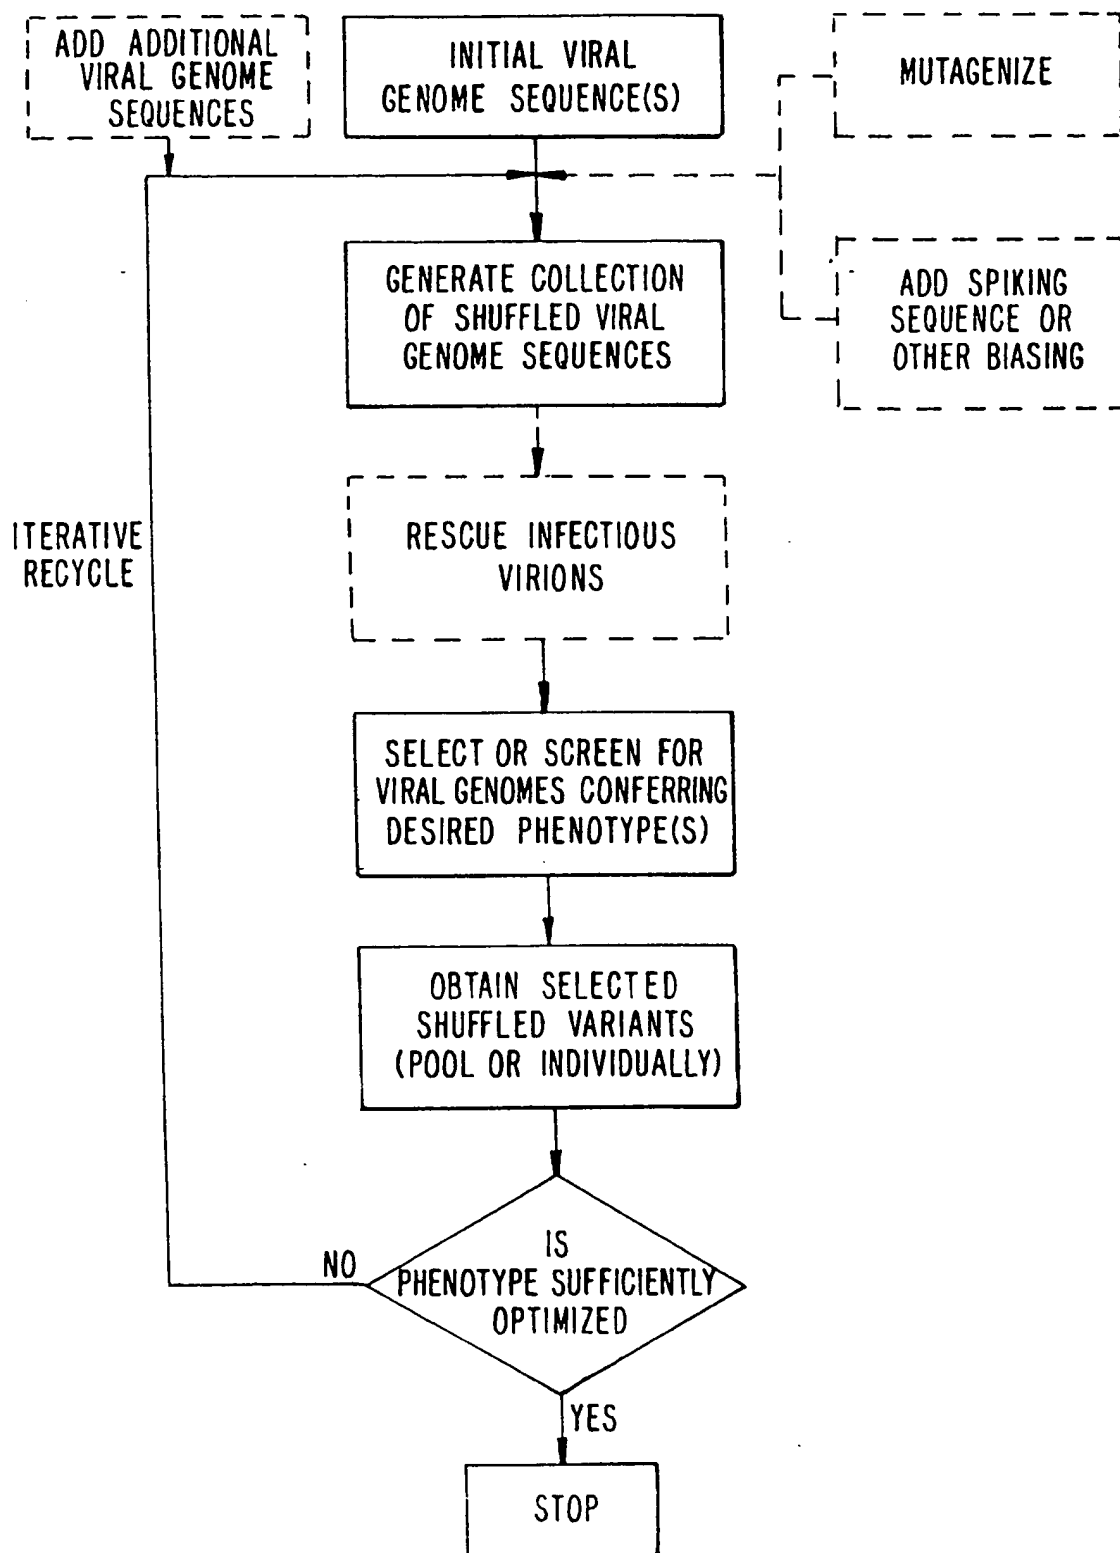 ADD ADDITIONAL
VIRAL GENOME
SEQUENCES
INITIAL VIRAL
GENOME SEQUENCE(S)
MUTAGENIZE
GENERATE COLLECTION
OF SHUFFLED VIRAL
GENOME SEQUENCES
ADD SPIKING
SEQUENCE OR
OTHER BIASING
ITERATIVE
RECYCLE
RESCUE INFECTIOUS
VIRIONS
SELECT OR SCREEN FOR
VIRAL GENOMES CONFERRING
DESIRED PHENOTYPE(S)
OBTAIN SELECTED
SHUFFLED VARIANTS
(POOL OR INDIVIDUALLY)
NO
IS
PHENOTYPE SUFFICIENTLY
OPTIMIZED
YES
STOP